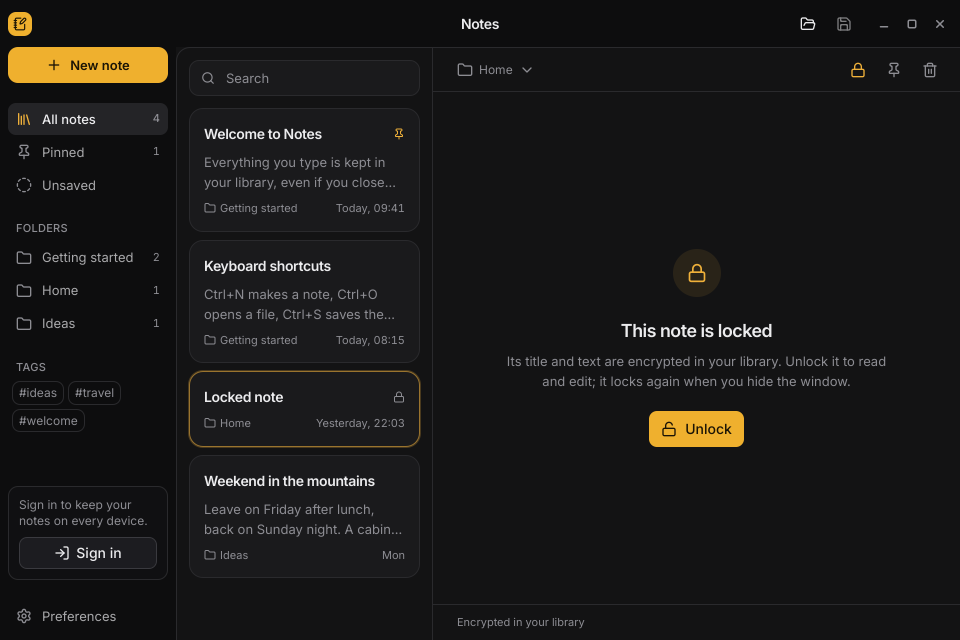 Notes
New note
All notes 4
Pinned 1
Unsaved
FOLDERS
Getting started 2
Home 1
Ideas 1
TAGS
#ideas #travel
#welcome
Sign in to keep your
notes on every device.
Sign in
Preferences
Search
Welcome to Notes
Everything you type is kept in
your library, even if you close...
Getting started Today, 09:41
Keyboard shortcuts
Ctrl+N makes a note, Ctrl+O
opens a file, Ctrl+S saves the...
Getting started Today, 08:15
Locked note
Home Yesterday, 22:03
Weekend in the mountains
Leave on Friday after lunch,
back on Sunday night. A cabin...
Ideas Mon
Home
This note is locked
Its title and text are encrypted in your library. Unlock it to read
and edit; it locks again when you hide the window.
Unlock
Encrypted in your library